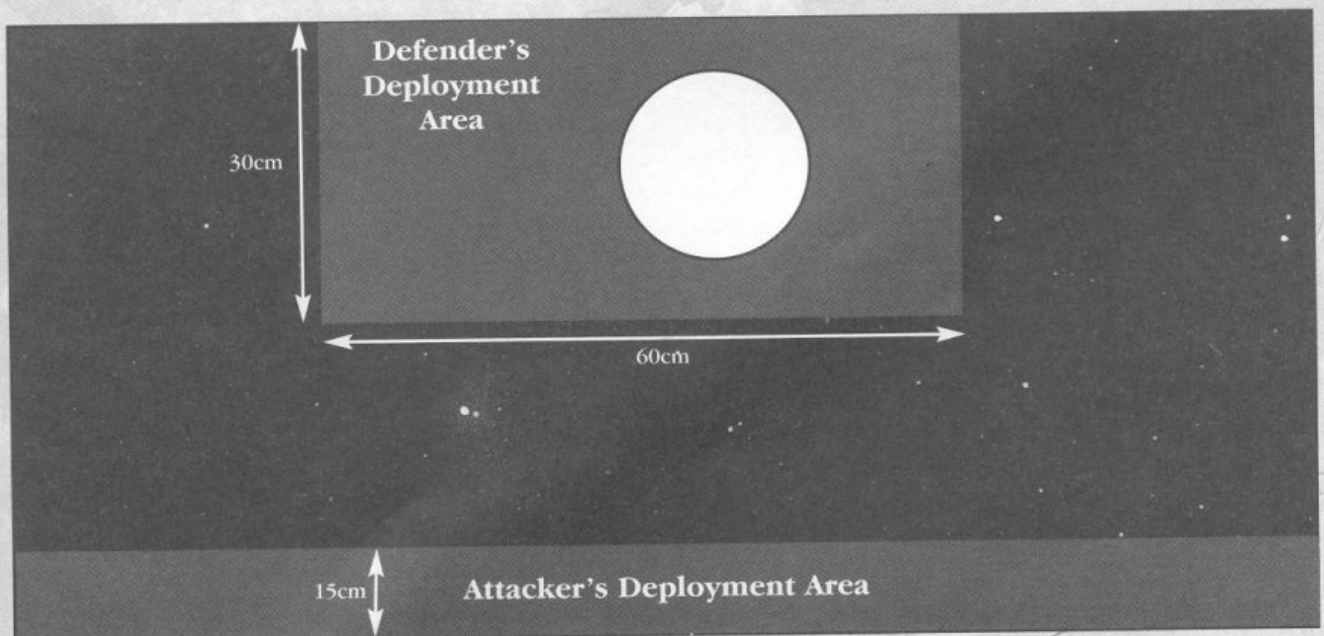 Defender's
Deployment
Area
30cm
60cm
15cm
Attacker's Deployment Area